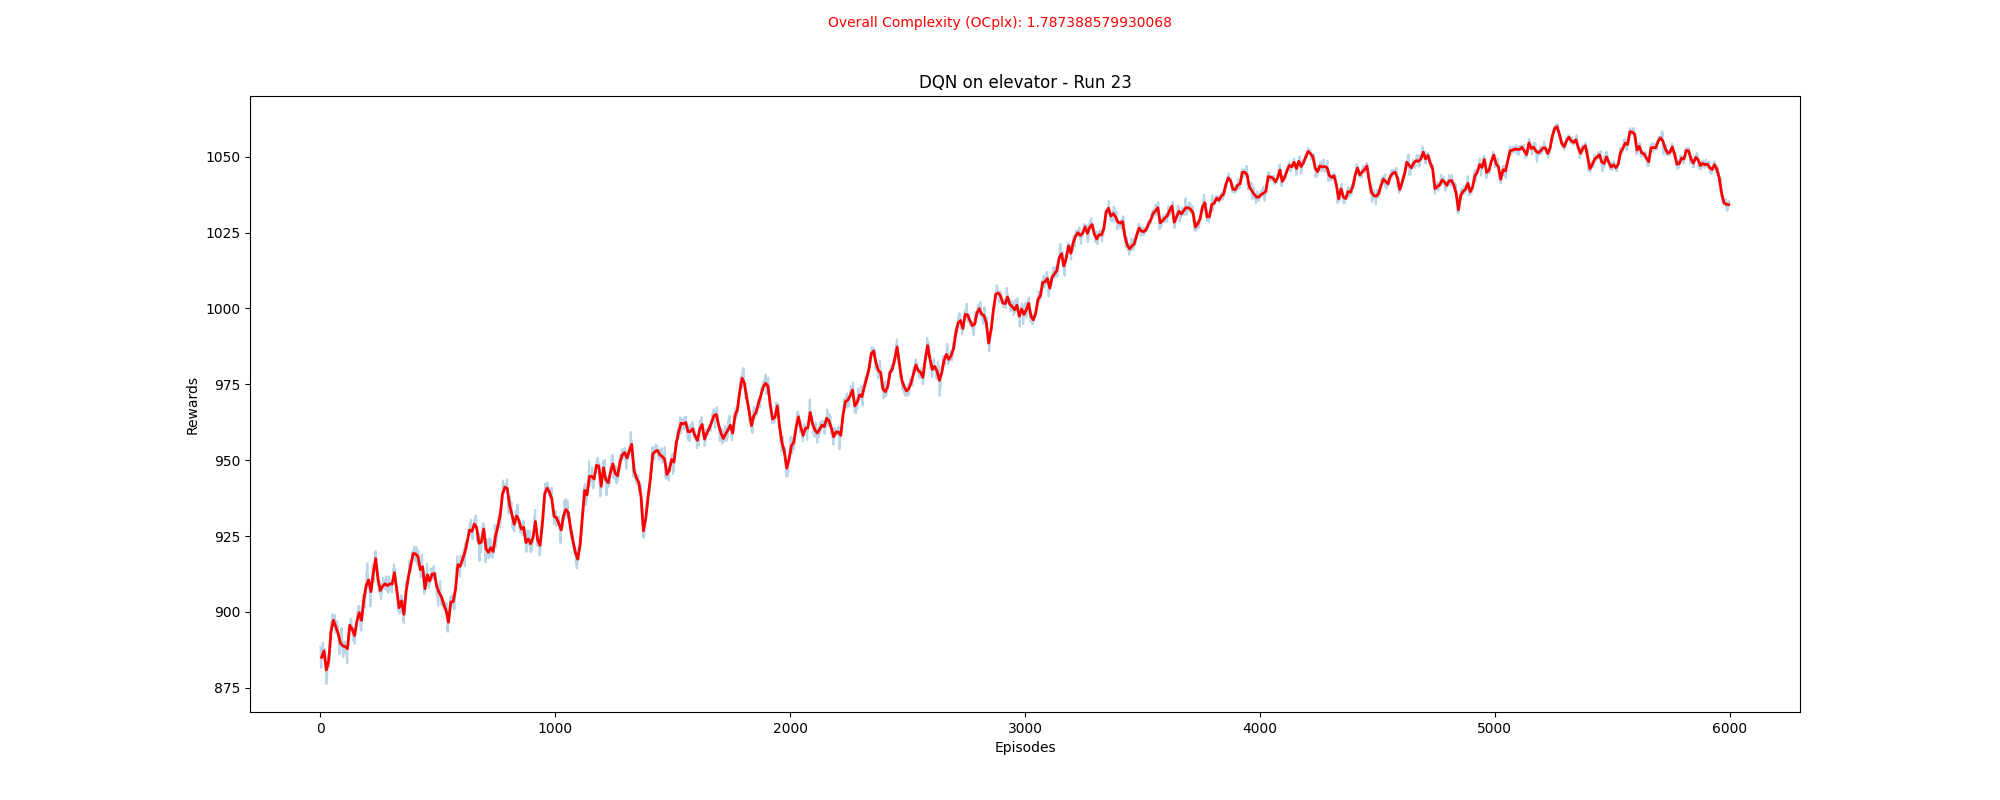 Overall Complexity (OCplx): 1.787388579930068
DQN on elevator - Run 23
1050
1025
1000
975
950
925
900
875
Rewards
0 1000 2000 3000 4000 5000 6000
Episodes